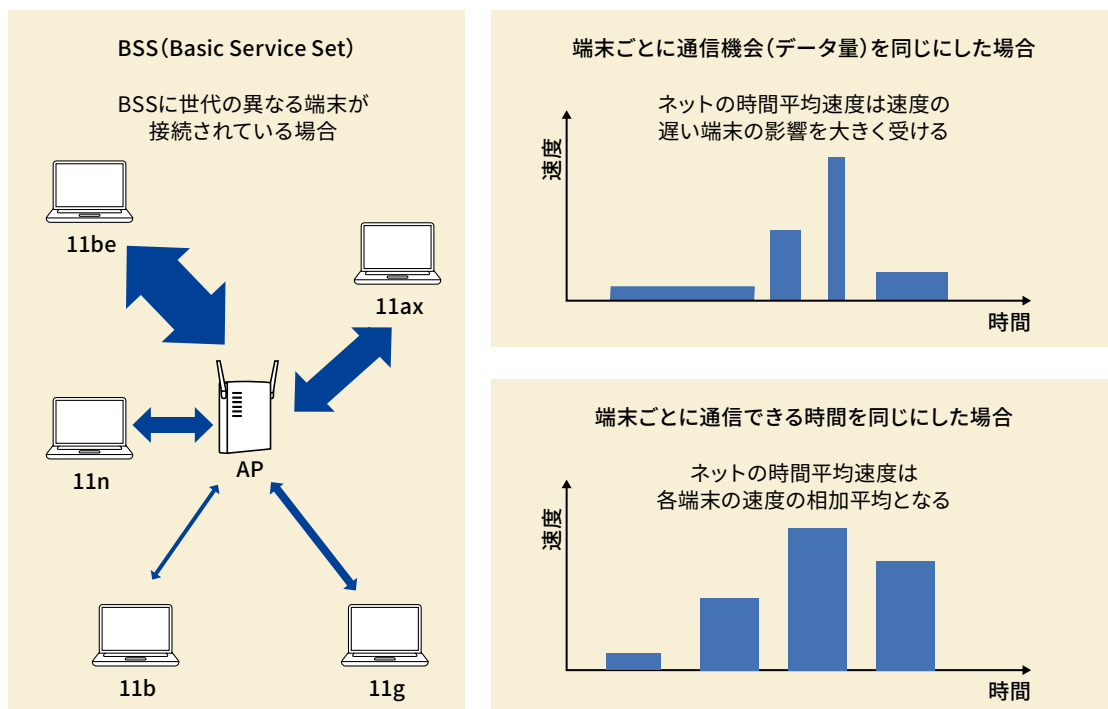 BSS(Basic Service Set)
BSSに世代の異なる端末が
接続されている場合
11be
11ax
11n
AP
11b
11g
端末ごとに通信機会(データ量)を同じにした場合
ネットの時間平均速度は速度の
遅い端末の影響を大きく受ける
速度
時間
端末ごとに通信できる時間を同じにした場合
ネットの時間平均速度は
各端末の速度の相加平均となる
速度
時間